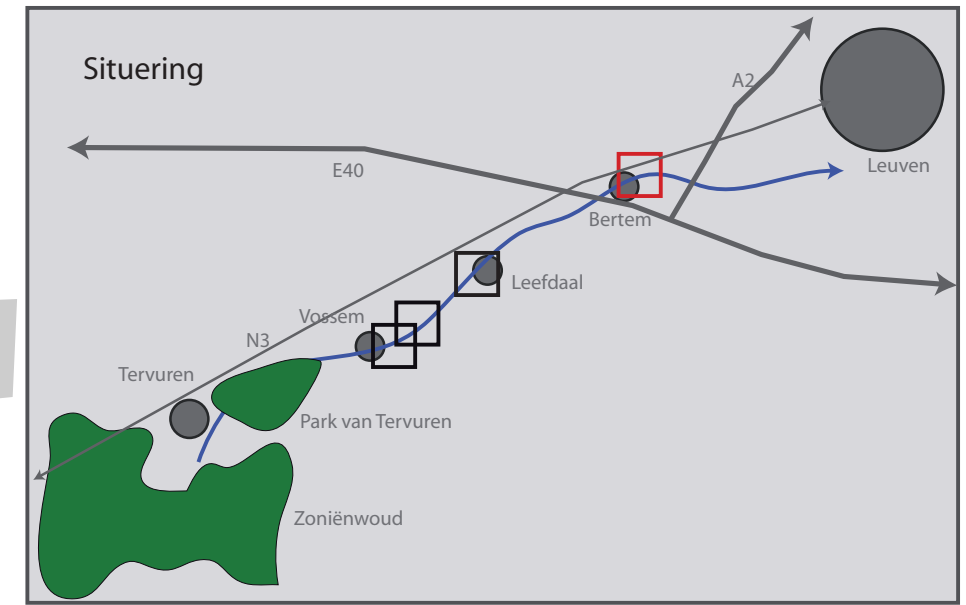 Situering
A2
E40
Leuven
Bertem
Leefdaal
Vossem
N3
Tervuren
Park van Tervuren
Zoniënwoud